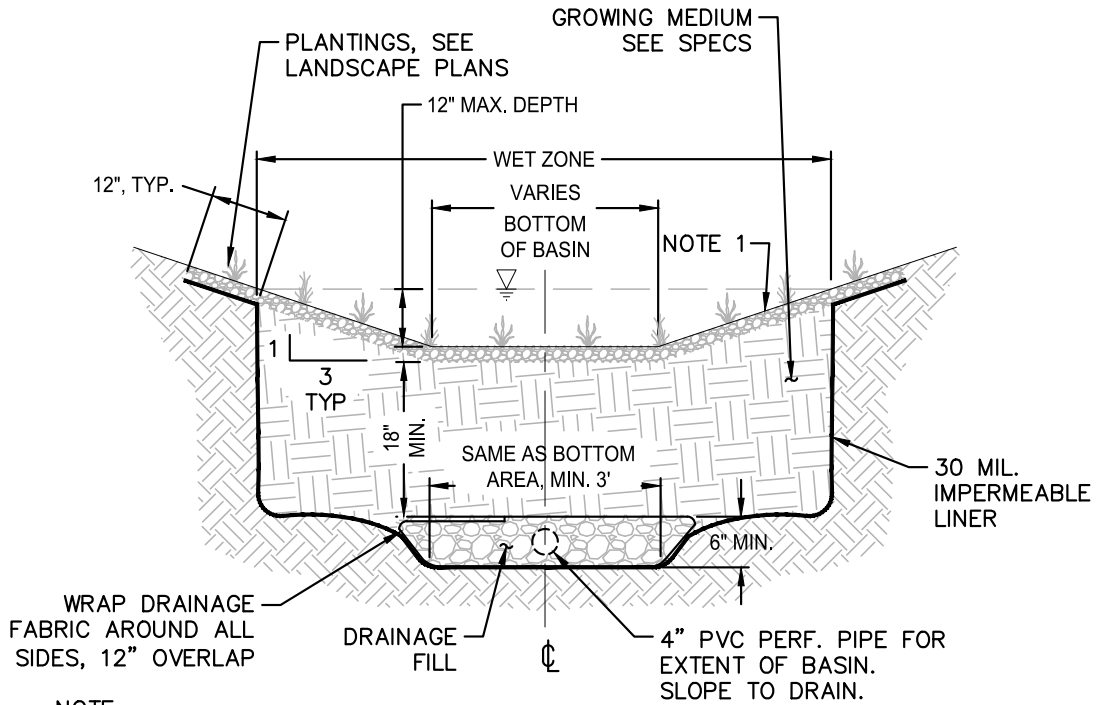 GROWING MEDIUM
SEE SPECS
PLANTINGS, SEE
LANDSCAPE PLANS
12" MAX. DEPTH
WET ZONE
12", TYP.
VARIES
BOTTOM
OF BASIN
NOTE 1
1
3
TYP
18"
MIN.
SAME AS BOTTOM
AREA, MIN. 3'
30 MIL.
IMPERMEABLE
LINER
6" MIN.
WRAP DRAINAGE
FABRIC AROUND ALL
SIDES, 12" OVERLAP
DRAINAGE
FILL
℄
4" PVC PERF. PIPE FOR
EXTENT OF BASIN.
SLOPE TO DRAIN.
NOTE